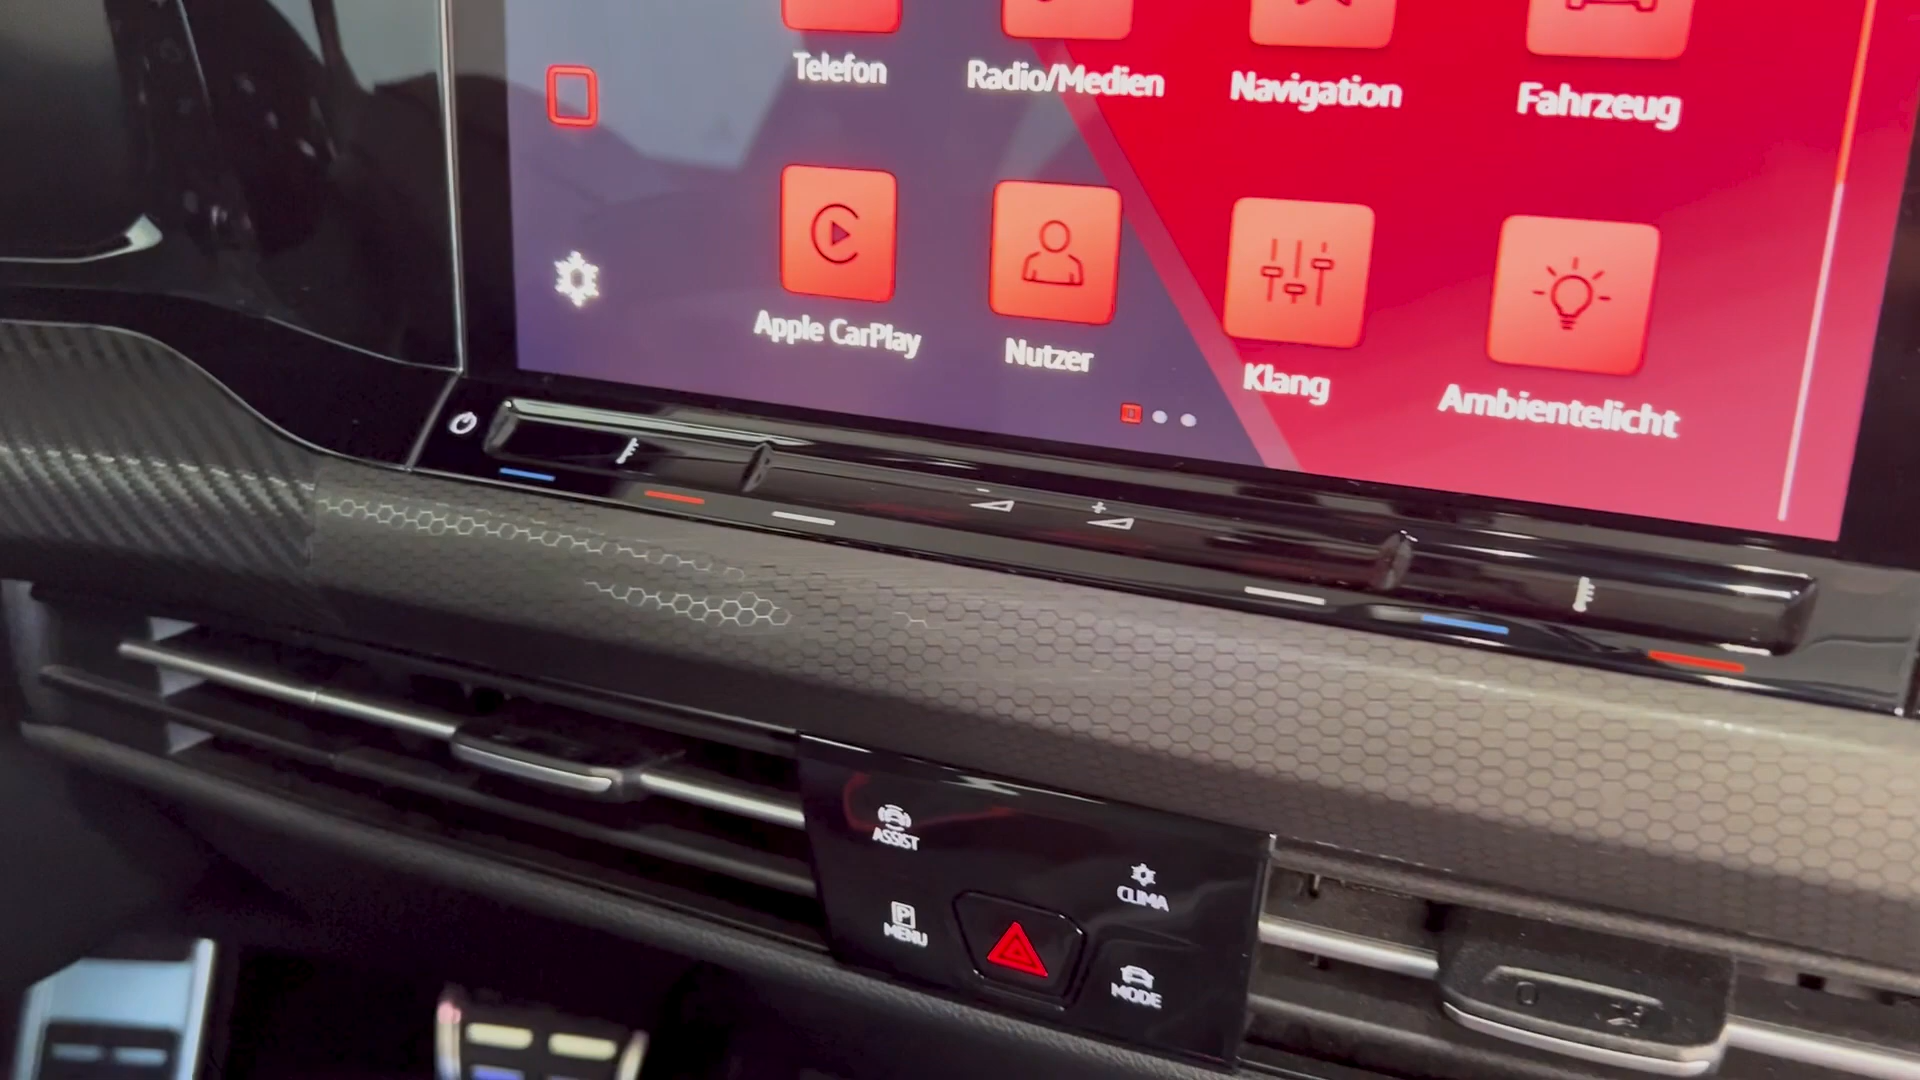 Telefon
Radio/Medien
Navigation
Fahrzeug
Apple CarPlay
Nutzer
Klang
Ambientelicht
ASSIST
CLIMA
P
MENU
MODE